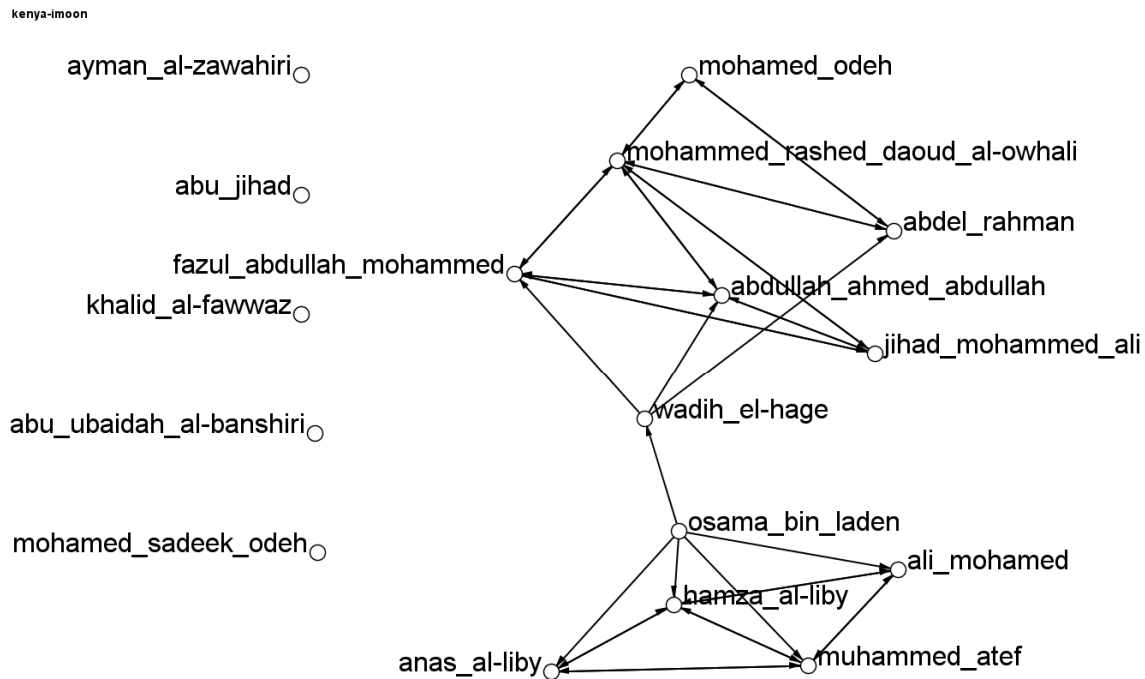 kenya-imoon
ayman_al-zawahiri
mohamed_odeh
mohammed_rashed_daoud_al-owhali
abu_jihad
abdel_rahman
fazul_abdullah_mohammed
abdullah_ahmed_abdullah
khalid_al-fawwaz
jihad_mohammed_ali
wadih_el-hage
abu_ubaidah_al-banshiri
osama_bin_laden
mohamed_sadeek_odeh
ali_mohamed
hamza_al-liby
anas_al-liby
muhammed_atef